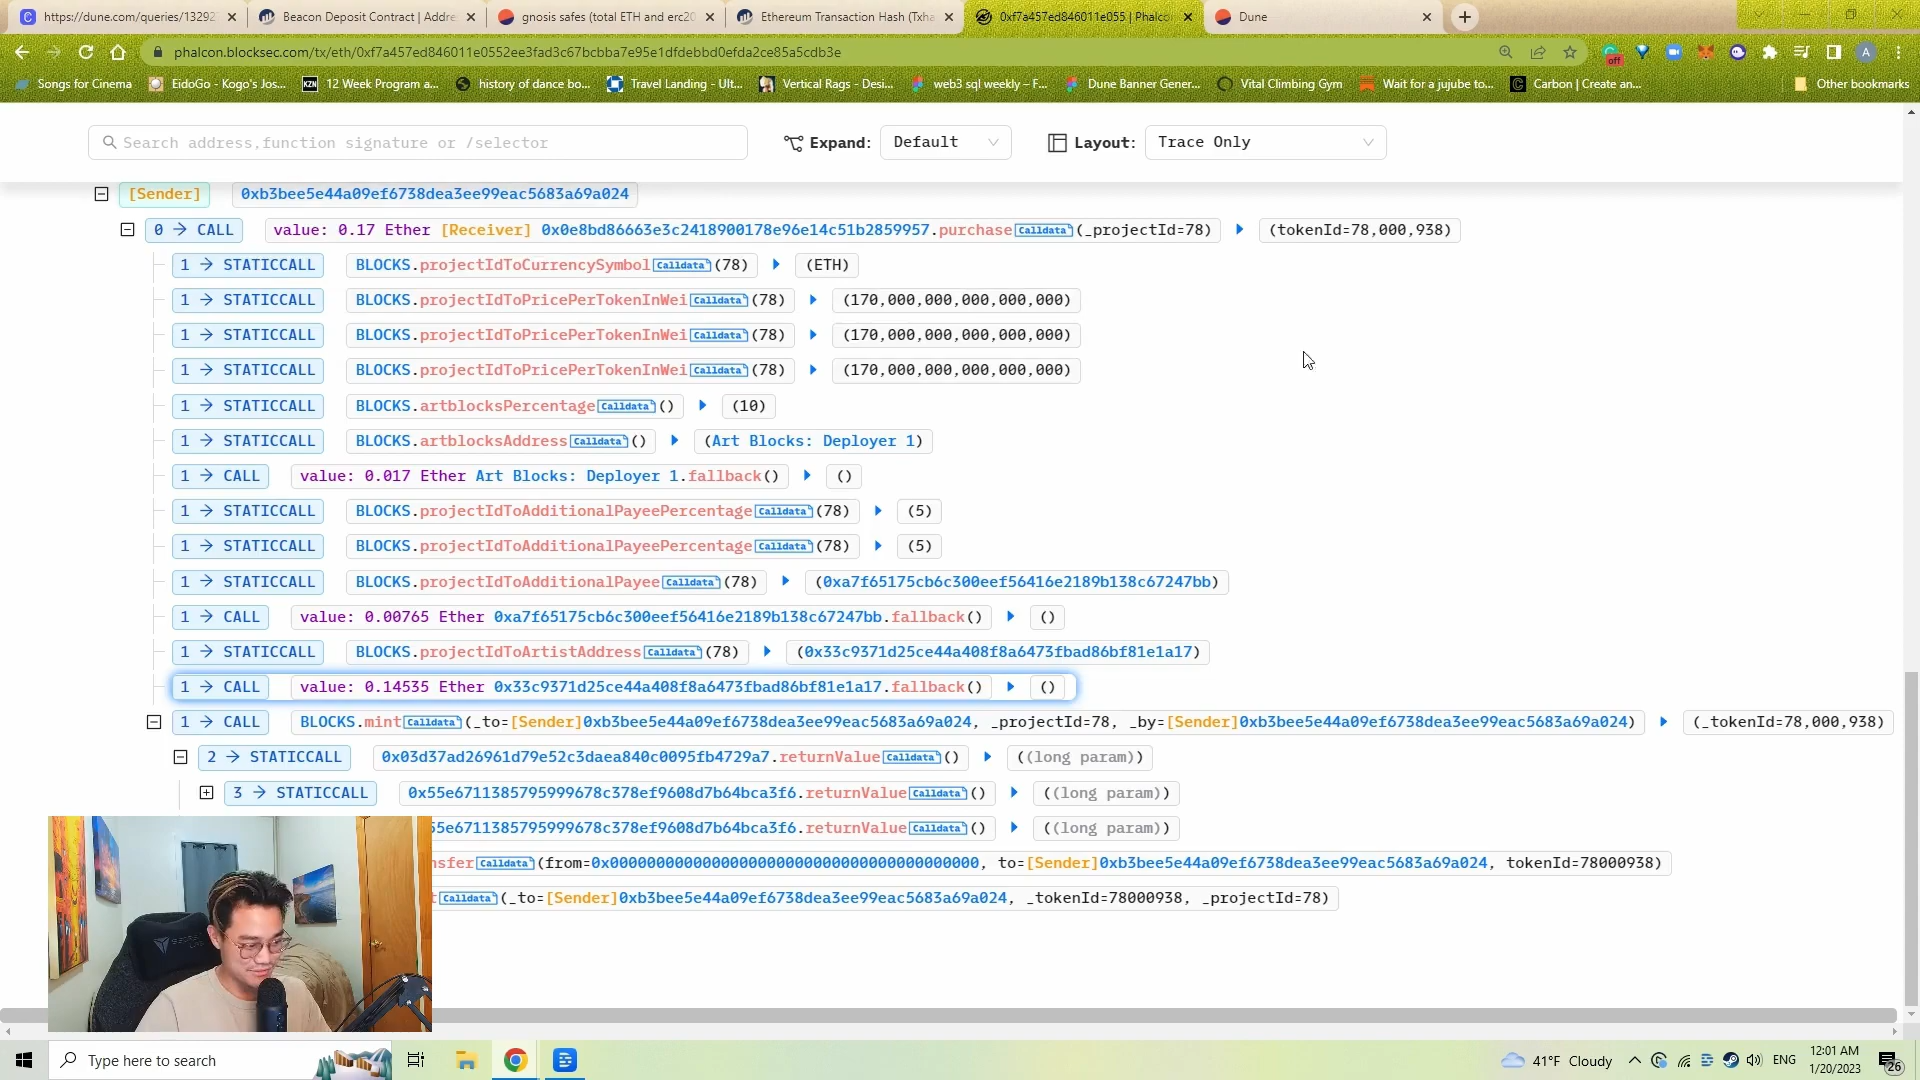 https://dune.com/queries/13292
Beacon Deposit Contract | Addre
gnosis safes (total ETH and erc20
Ethereum Transaction Hash (Txha
0xf7a457ed846011e055 | Phalco
Dune
phalcon.blocksec.com/tx/eth/0xf7a457ed846011e0552ee3fad3c67bcbba7e95e1dfdebbd0efda2ce85a5cdb3e
off
A
Songs for Cinema
EidoGo - Kogo's Jos...
KZN
12 Week Program a...
history of dance bo...
Travel Landing - Ult...
Vertical Rags - Desi...
web3 sql weekly – F...
Dune Banner Gener...
Vital Climbing Gym
Wait for a jujube to...
Carbon | Create an...
Other bookmarks
Search address,function signature or /selector
Expand:
Default
Layout:
Trace Only
[Sender] 0xb3bee5e44a09ef6738dea3ee99eac5683a69a024
0 → CALL value: 0.17 Ether [Receiver] 0x0e8bd86663e3c2418900178e96e14c51b2859957.purchase Calldata (_projectId=78) (tokenId=78,000,938)
1 → STATICCALL BLOCKS.projectIdToCurrencySymbol Calldata (78) (ETH)
1 → STATICCALL BLOCKS.projectIdToPricePerTokenInWei Calldata (78) (170,000,000,000,000,000)
1 → STATICCALL BLOCKS.projectIdToPricePerTokenInWei Calldata (78) (170,000,000,000,000,000)
1 → STATICCALL BLOCKS.projectIdToPricePerTokenInWei Calldata (78) (170,000,000,000,000,000)
1 → STATICCALL BLOCKS.artblocksPercentage Calldata () (10)
1 → STATICCALL BLOCKS.artblocksAddress Calldata () (Art Blocks: Deployer 1)
1 → CALL value: 0.017 Ether Art Blocks: Deployer 1.fallback() ()
1 → STATICCALL BLOCKS.projectIdToAdditionalPayeePercentage Calldata (78) (5)
1 → STATICCALL BLOCKS.projectIdToAdditionalPayeePercentage Calldata (78) (5)
1 → STATICCALL BLOCKS.projectIdToAdditionalPayee Calldata (78) (0xa7f65175cb6c300eef56416e2189b138c67247bb)
1 → CALL value: 0.00765 Ether 0xa7f65175cb6c300eef56416e2189b138c67247bb.fallback() ()
1 → STATICCALL BLOCKS.projectIdToArtistAddress Calldata (78) (0x33c9371d25ce44a408f8a6473fbad86bf81e1a17)
1 → CALL value: 0.14535 Ether 0x33c9371d25ce44a408f8a6473fbad86bf81e1a17.fallback() ()
1 → CALL BLOCKS.mint Calldata (_to=[Sender]0xb3bee5e44a09ef6738dea3ee99eac5683a69a024, _projectId=78, _by=[Sender]0xb3bee5e44a09ef6738dea3ee99eac5683a69a024) (_tokenId=78,000,938)
2 → STATICCALL 0x03d37ad26961d79e52c3daea840c0095fb4729a7.returnValue Calldata () ((long param))
3 → STATICCALL 0x55e6711385795999678c378ef9608d7b64bca3f6.returnValue Calldata () ((long param))
55e6711385795999678c378ef9608d7b64bca3f6.returnValue Calldata () ((long param))
nsfer Calldata (from=0x0000000000000000000000000000000000000000, to=[Sender]0xb3bee5e44a09ef6738dea3ee99eac5683a69a024, tokenId=78000938)
t Calldata (_to=[Sender]0xb3bee5e44a09ef6738dea3ee99eac5683a69a024, _tokenId=78000938, _projectId=78)
Type here to search
41°F Cloudy
ENG
12:01 AM
1/20/2023
26